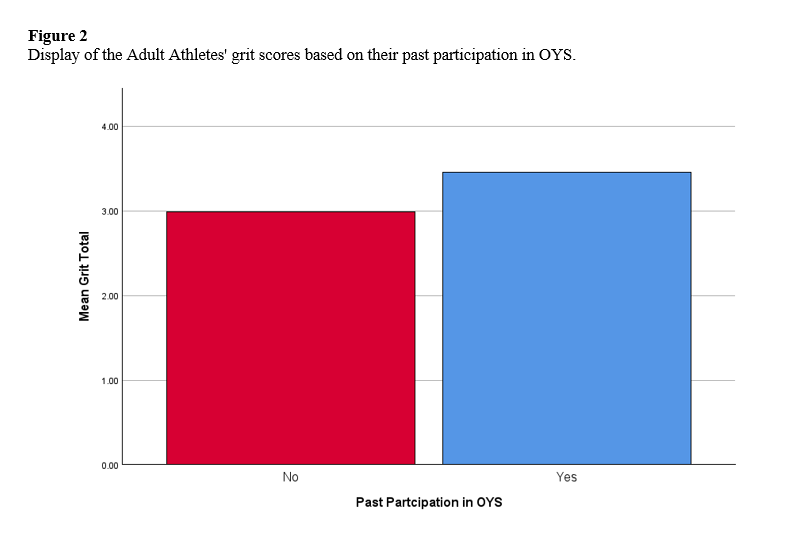 Figure 2
Display of the Adult Athletes' grit scores based on their past participation in OYS.
4.00
3.00
2.00
1.00
0.00
Mean Grit Total
No
Yes
Past Partcipation in OYS